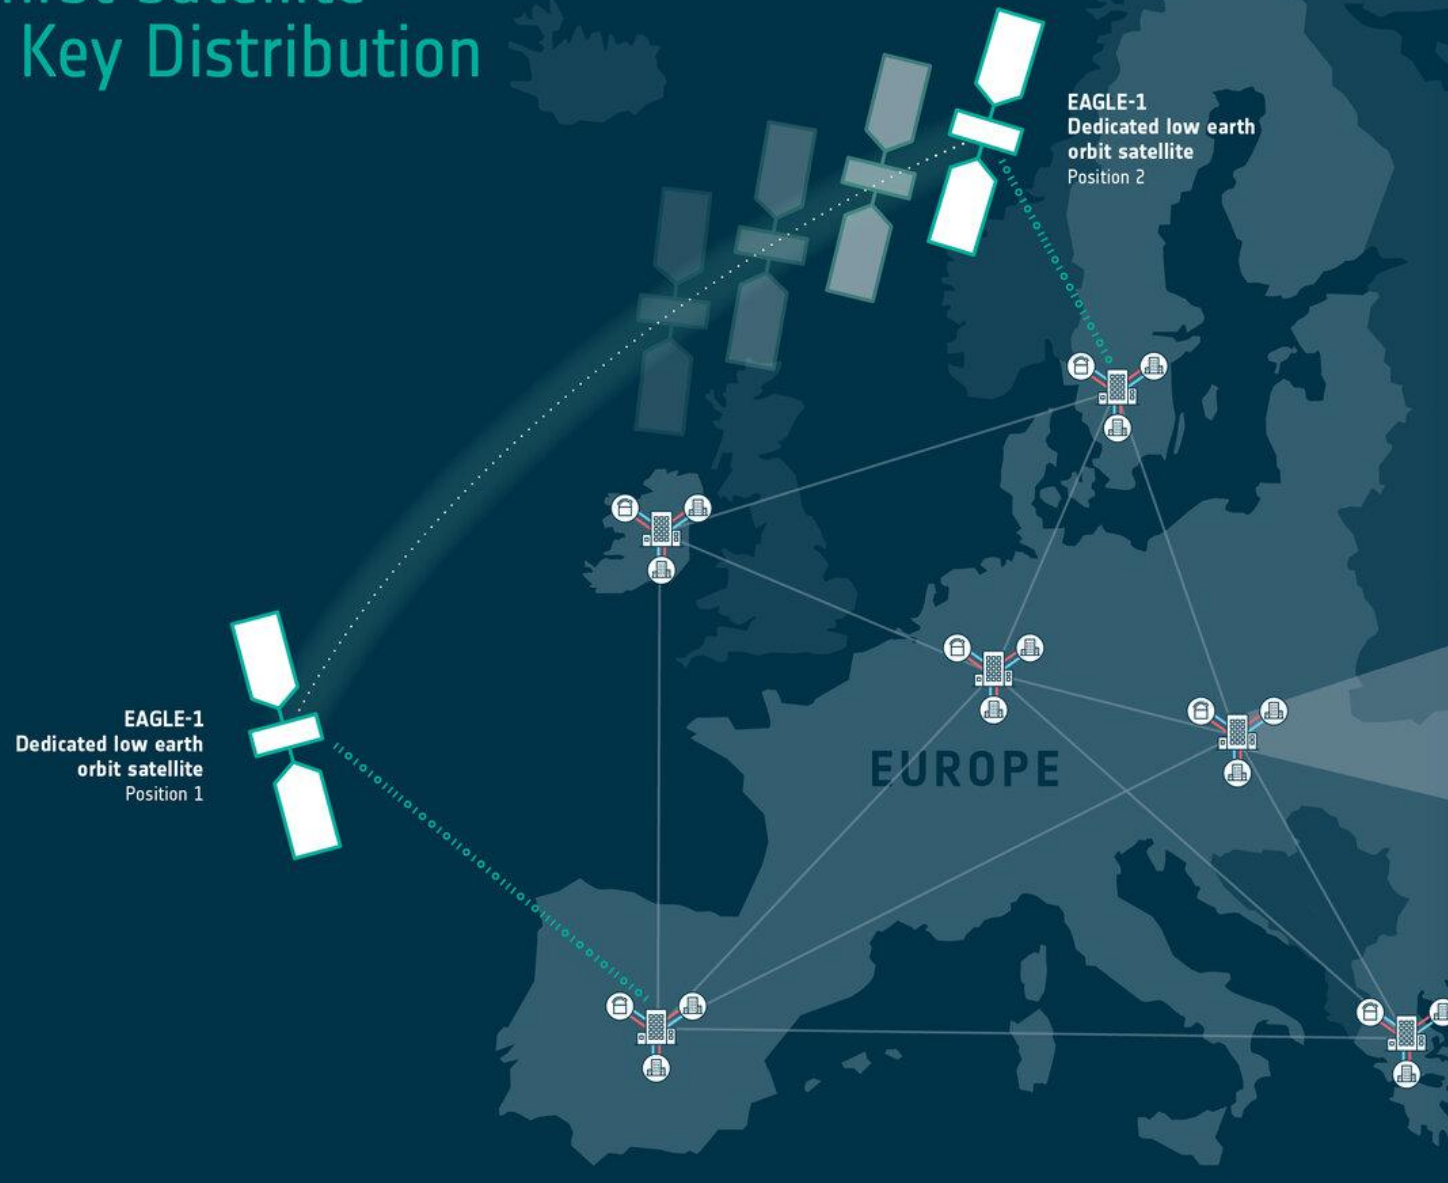 Key Distribution
EAGLE-1
Dedicated low earth
orbit satellite
Position 2
EAGLE-1
Dedicated low earth
orbit satellite
Position 1
EUROPE